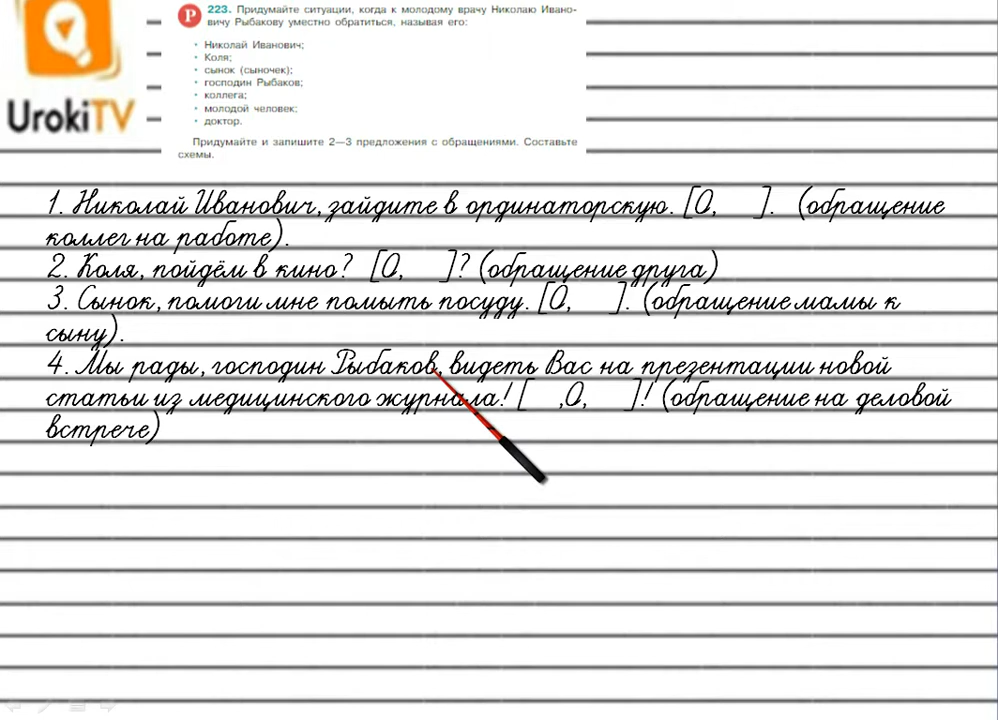 Р 223. Придумайте ситуации, когда к молодому врачу Николаю Ивано-
вичу Рыбакову уместно обратиться, называя его:
• Николай Иванович;
• Коля;
• сынок (сыночек);
• господин Рыбаков;
• коллега;
• молодой человек;
• доктор.
Придумайте и запишите 2—3 предложения с обращениями. Составьте
схемы.
UrokiTV
1. Николай Иванович, зайдите в ординаторскую. [О, ]. (обращение
коллег на работе).
2. Коля, пойдём в кино? [О, ]? (обращение друга)
3. Сынок, помоги мне помыть посуду. [О, ]. (обращение мамы к
сыну).
4. Мы рады, господин Рыбаков, видеть Вас на презентации новой
статьи из медицинского журнала! [ ,О, ]! (обращение на деловой
встрече)